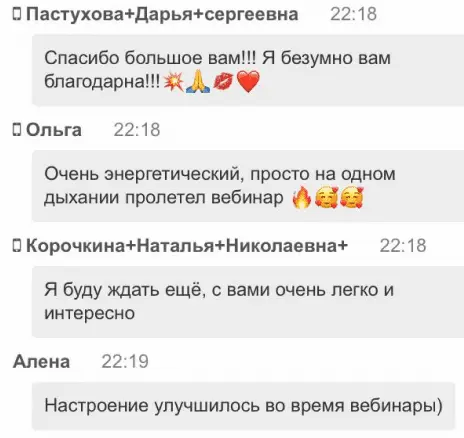 Пастухова+Дарья+сергеевна 22:18
Спасибо большое вам!!! Я безумно вам
благодарна!!!💥🙏💋❤️
Ольга 22:18
Очень энергетический, просто на одном
дыхании пролетел вебинар 🔥🥰🥰
Корочкина+Наталья+Николаевна+ 22:18
Я буду ждать ещё, с вами очень легко и
интересно
Алена 22:19
Настроение улучшилось во время вебинары)